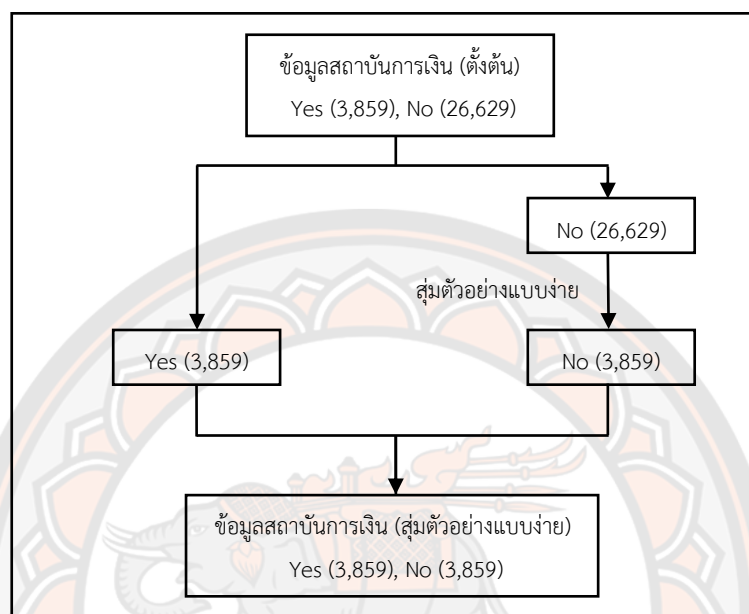 ข้อมูลสถาบันการเงิน (ตั้งต้น)
Yes (3,859), No (26,629)
No (26,629)
สุ่มตัวอย่างแบบง่าย
Yes (3,859)
No (3,859)
ข้อมูลสถาบันการเงิน (สุ่มตัวอย่างแบบง่าย)
Yes (3,859), No (3,859)